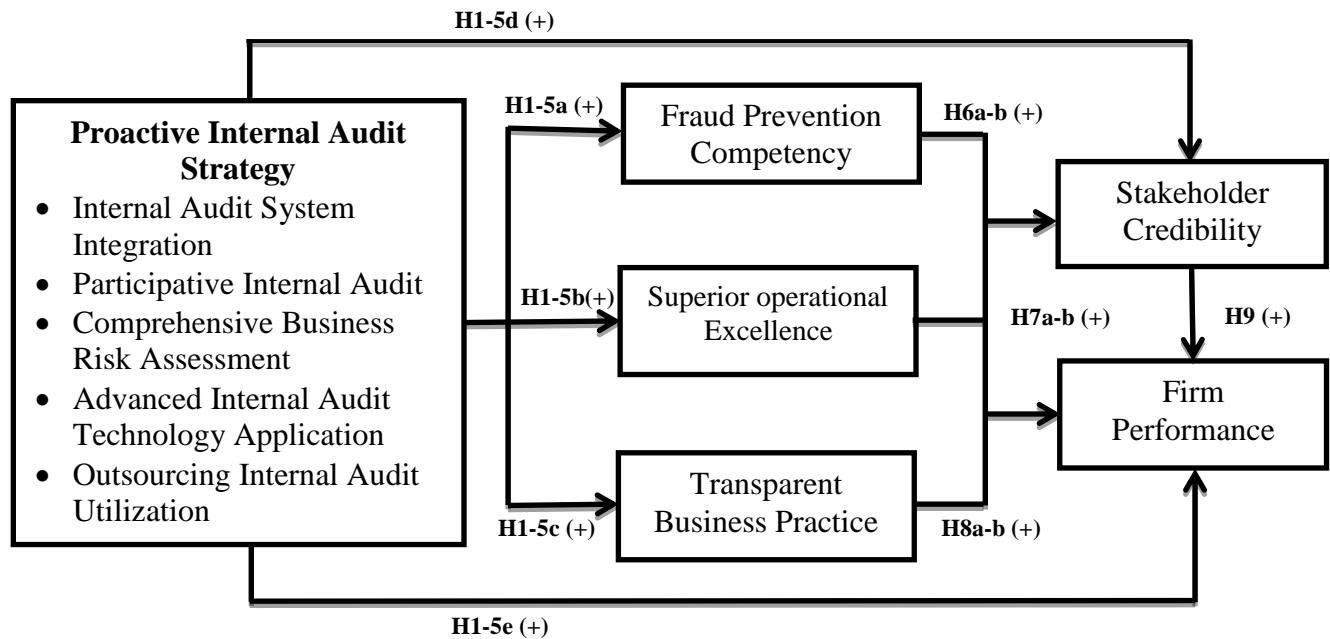 H1-5d (+)
Proactive Internal Audit
Strategy
• Internal Audit System
Integration
• Participative Internal Audit
• Comprehensive Business
Risk Assessment
• Advanced Internal Audit
Technology Application
• Outsourcing Internal Audit
Utilization
H1-5a (+)
Fraud Prevention
Competency
H6a-b (+)
H1-5b(+)
Superior operational
Excellence
H7a-b (+)
H1-5c (+)
Transparent
Business Practice
H8a-b (+)
Stakeholder
Credibility
H9 (+)
Firm
Performance
H1-5e (+)